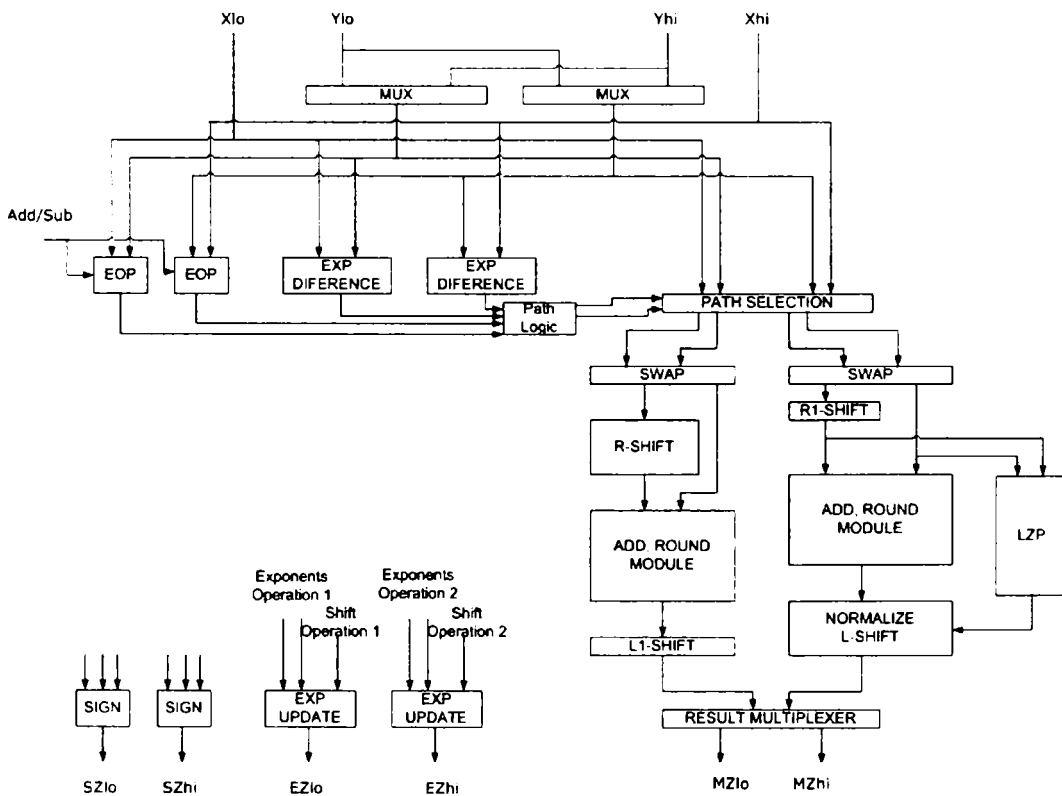 Xlo Ylo Yhi Xhi
MUX MUX
Add/Sub
EOP EOP
EXP
DIFERENCE
EXP
DIFERENCE
Path
Logic
PATH SELECTION
SWAP SWAP
R1-SHIFT
R-SHIFT
ADD, ROUND
MODULE
ADD, ROUND
MODULE
LZP
Exponents
Operation 1
Shift
Operation 1
Exponents
Operation 2
Shift
Operation 2
NORMALIZE
L-SHIFT
L1-SHIFT
SIGN SIGN
EXP
UPDATE
EXP
UPDATE
RESULT MULTIPLEXER
SZlo SZhi EZlo EZhi MZlo MZhi